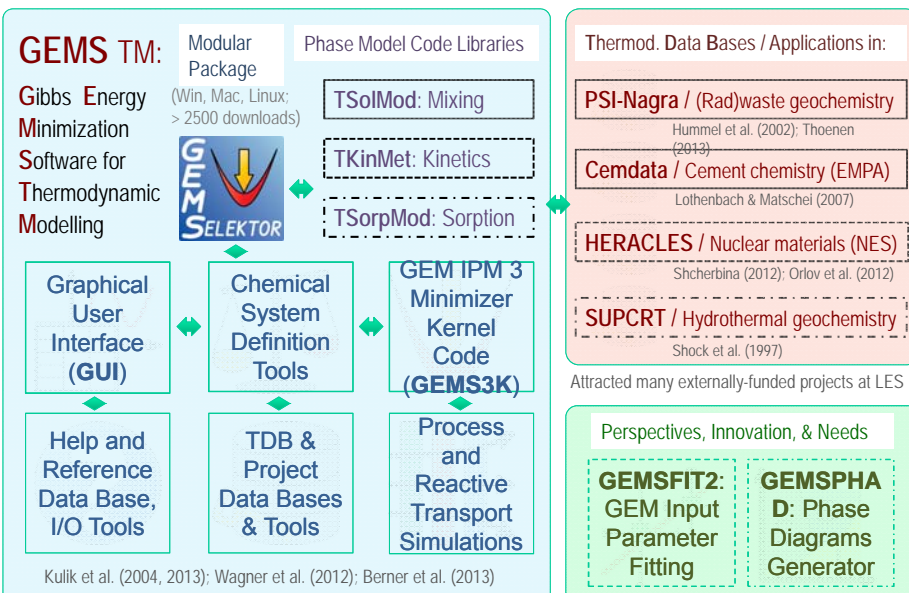 GEMS TM:
Gibbs Energy
Minimization
Software for
Thermodynamic
Modelling
Modular
Package
(Win, Mac, Linux;
> 2500 downloads)
GEMSELEKTOR
Phase Model Code Libraries
TSolMod: Mixing
TKinMet: Kinetics
TSorpMod: Sorption
Graphical
User
Interface
(GUI)
Chemical
System
Definition
Tools
GEM IPM 3
Minimizer
Kernel
Code
(GEMS3K)
Help and
Reference
Data Base,
I/O Tools
TDB &
Project
Data Bases
& Tools
Process
and
Reactive
Transport
Simulations
Kulik et al. (2004, 2013); Wagner et al. (2012); Berner et al. (2013)
Thermod. Data Bases / Applications in:
PSI-Nagra / (Rad)waste geochemistry
Hummel et al. (2002); Thoenen
(2013)
Cemdata / Cement chemistry (EMPA)
Lothenbach & Matschei (2007)
HERACLES / Nuclear materials (NES)
Shcherbina (2012); Orlov et al. (2012)
SUPCRT / Hydrothermal geochemistry
Shock et al. (1997)
Attracted many externally-funded projects at LES
Perspectives, Innovation, & Needs
GEMSFIT2:
GEM Input
Parameter
Fitting
GEMSPHA
D: Phase
Diagrams
Generator